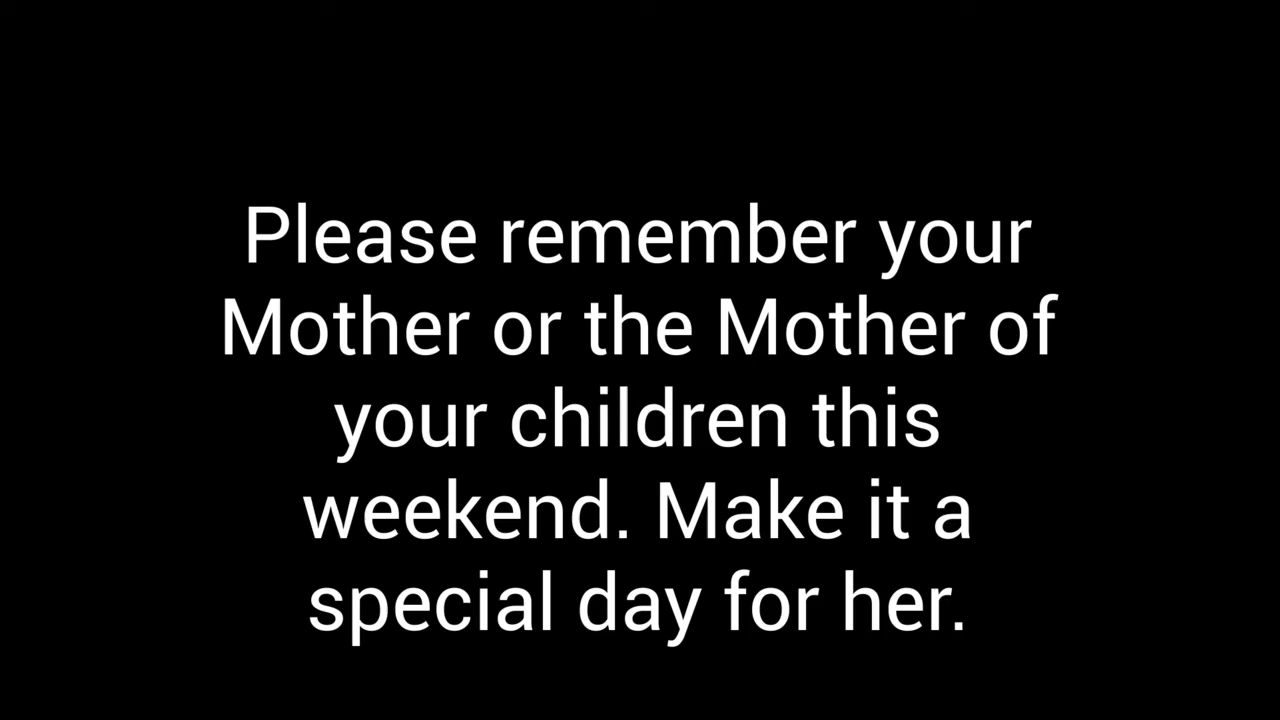 Please remember your
Mother or the Mother of
your children this
weekend. Make it a
special day for her.